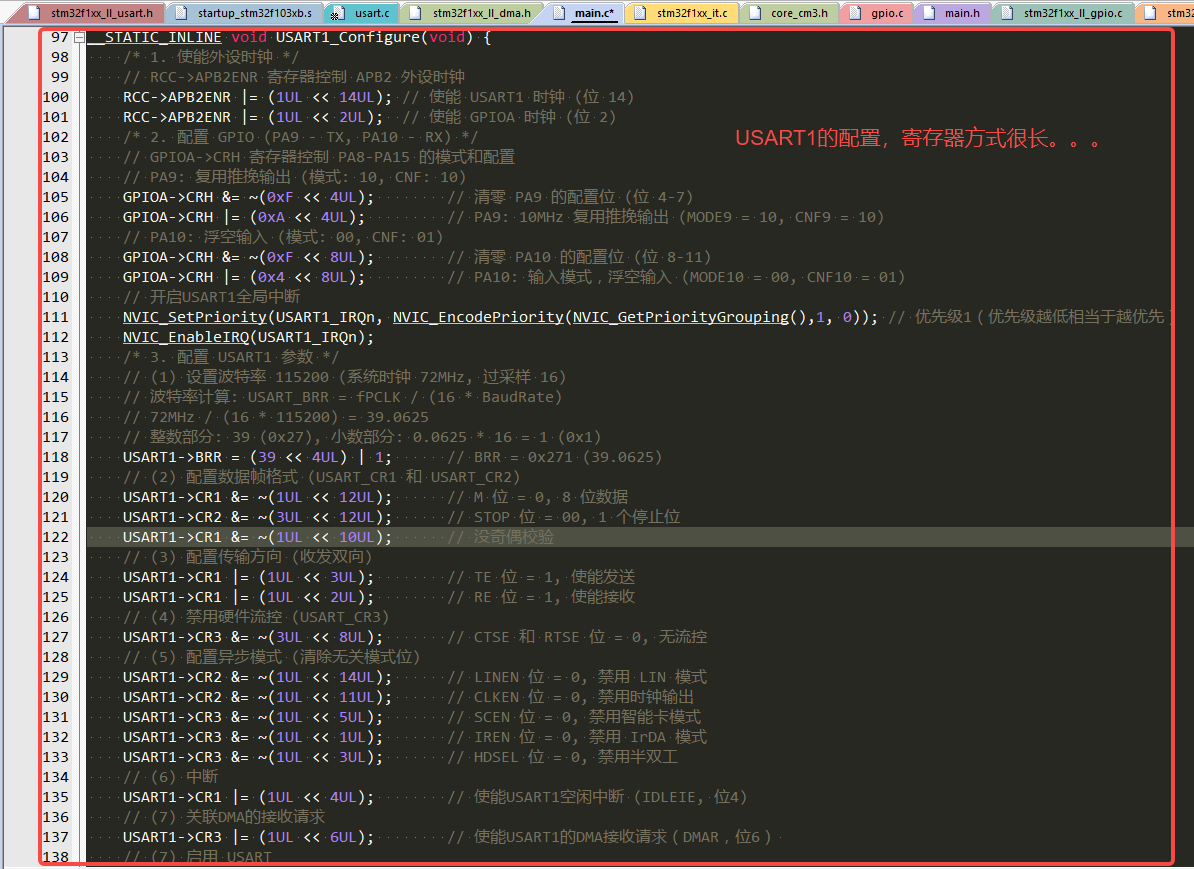 stm32f1xx_ll_usart.h startup_stm32f103xb.s usart.c stm32f1xx_ll_dma.h main.c* stm32f1xx_it.c core_cm3.h gpio.c main.h stm32f1xx_ll_gpio.c stm32
97 __STATIC_INLINE void USART1_Configure(void) {
98 /* 1. 使能外设时钟 */
99 // RCC->APB2ENR 寄存器控制 APB2 外设时钟
100 RCC->APB2ENR |= (1UL << 14UL); // 使能 USART1 时钟 (位 14)
101 RCC->APB2ENR |= (1UL << 2UL); // 使能 GPIOA 时钟 (位 2)
102 /* 2. 配置 GPIO (PA9 - TX, PA10 - RX) */
USART1的配置，寄存器方式很长。。。
103 // GPIOA->CRH 寄存器控制 PA8-PA15 的模式和配置
104 // PA9: 复用推挽输出 (模式: 10, CNF: 10)
105 GPIOA->CRH &= ~(0xF << 4UL); // 清零 PA9 的配置位 (位 4-7)
106 GPIOA->CRH |= (0xA << 4UL); // PA9: 10MHz 复用推挽输出 (MODE9 = 10, CNF9 = 10)
107 // PA10: 浮空输入 (模式: 00, CNF: 01)
108 GPIOA->CRH &= ~(0xF << 8UL); // 清零 PA10 的配置位 (位 8-11)
109 GPIOA->CRH |= (0x4 << 8UL); // PA10: 输入模式，浮空输入 (MODE10 = 00, CNF10 = 01)
110 // 开启USART1全局中断
111 NVIC_SetPriority(USART1_IRQn, NVIC_EncodePriority(NVIC_GetPriorityGrouping(),1, 0)); // 优先级1（优先级越低相当于越优先）
112 NVIC_EnableIRQ(USART1_IRQn);
113 /* 3. 配置 USART1 参数 */
114 // (1) 设置波特率 115200 (系统时钟 72MHz, 过采样 16)
115 // 波特率计算: USART_BRR = fPCLK / (16 * BaudRate)
116 // 72MHz / (16 * 115200) = 39.0625
117 // 整数部分: 39 (0x27), 小数部分: 0.0625 * 16 = 1 (0x1)
118 USART1->BRR = (39 << 4UL) | 1; // BRR = 0x271 (39.0625)
119 // (2) 配置数据帧格式 (USART_CR1 和 USART_CR2)
120 USART1->CR1 &= ~(1UL << 12UL); // M 位 = 0, 8 位数据
121 USART1->CR2 &= ~(3UL << 12UL); // STOP 位 = 00, 1 个停止位
122 USART1->CR1 &= ~(1UL << 10UL); // 没奇偶校验
123 // (3) 配置传输方向 (收发双向)
124 USART1->CR1 |= (1UL << 3UL); // TE 位 = 1, 使能发送
125 USART1->CR1 |= (1UL << 2UL); // RE 位 = 1, 使能接收
126 // (4) 禁用硬件流控 (USART_CR3)
127 USART1->CR3 &= ~(3UL << 8UL); // CTSE 和 RTSE 位 = 0, 无流控
128 // (5) 配置异步模式 (清除无关模式位)
129 USART1->CR2 &= ~(1UL << 14UL); // LINEN 位 = 0, 禁用 LIN 模式
130 USART1->CR2 &= ~(1UL << 11UL); // CLKEN 位 = 0, 禁用时钟输出
131 USART1->CR3 &= ~(1UL << 5UL); // SCEN 位 = 0, 禁用智能卡模式
132 USART1->CR3 &= ~(1UL << 1UL); // IREN 位 = 0, 禁用 IrDA 模式
133 USART1->CR3 &= ~(1UL << 3UL); // HDSEL 位 = 0, 禁用半双工
134 // (6) 中断
135 USART1->CR1 |= (1UL << 4UL); // 使能USART1空闲中断 (IDLEIE, 位4)
136 // (7) 关联DMA的接收请求
137 USART1->CR3 |= (1UL << 6UL); // 使能USART1的DMA接收请求（DMAR，位6）
138 // (7) 启用 USART